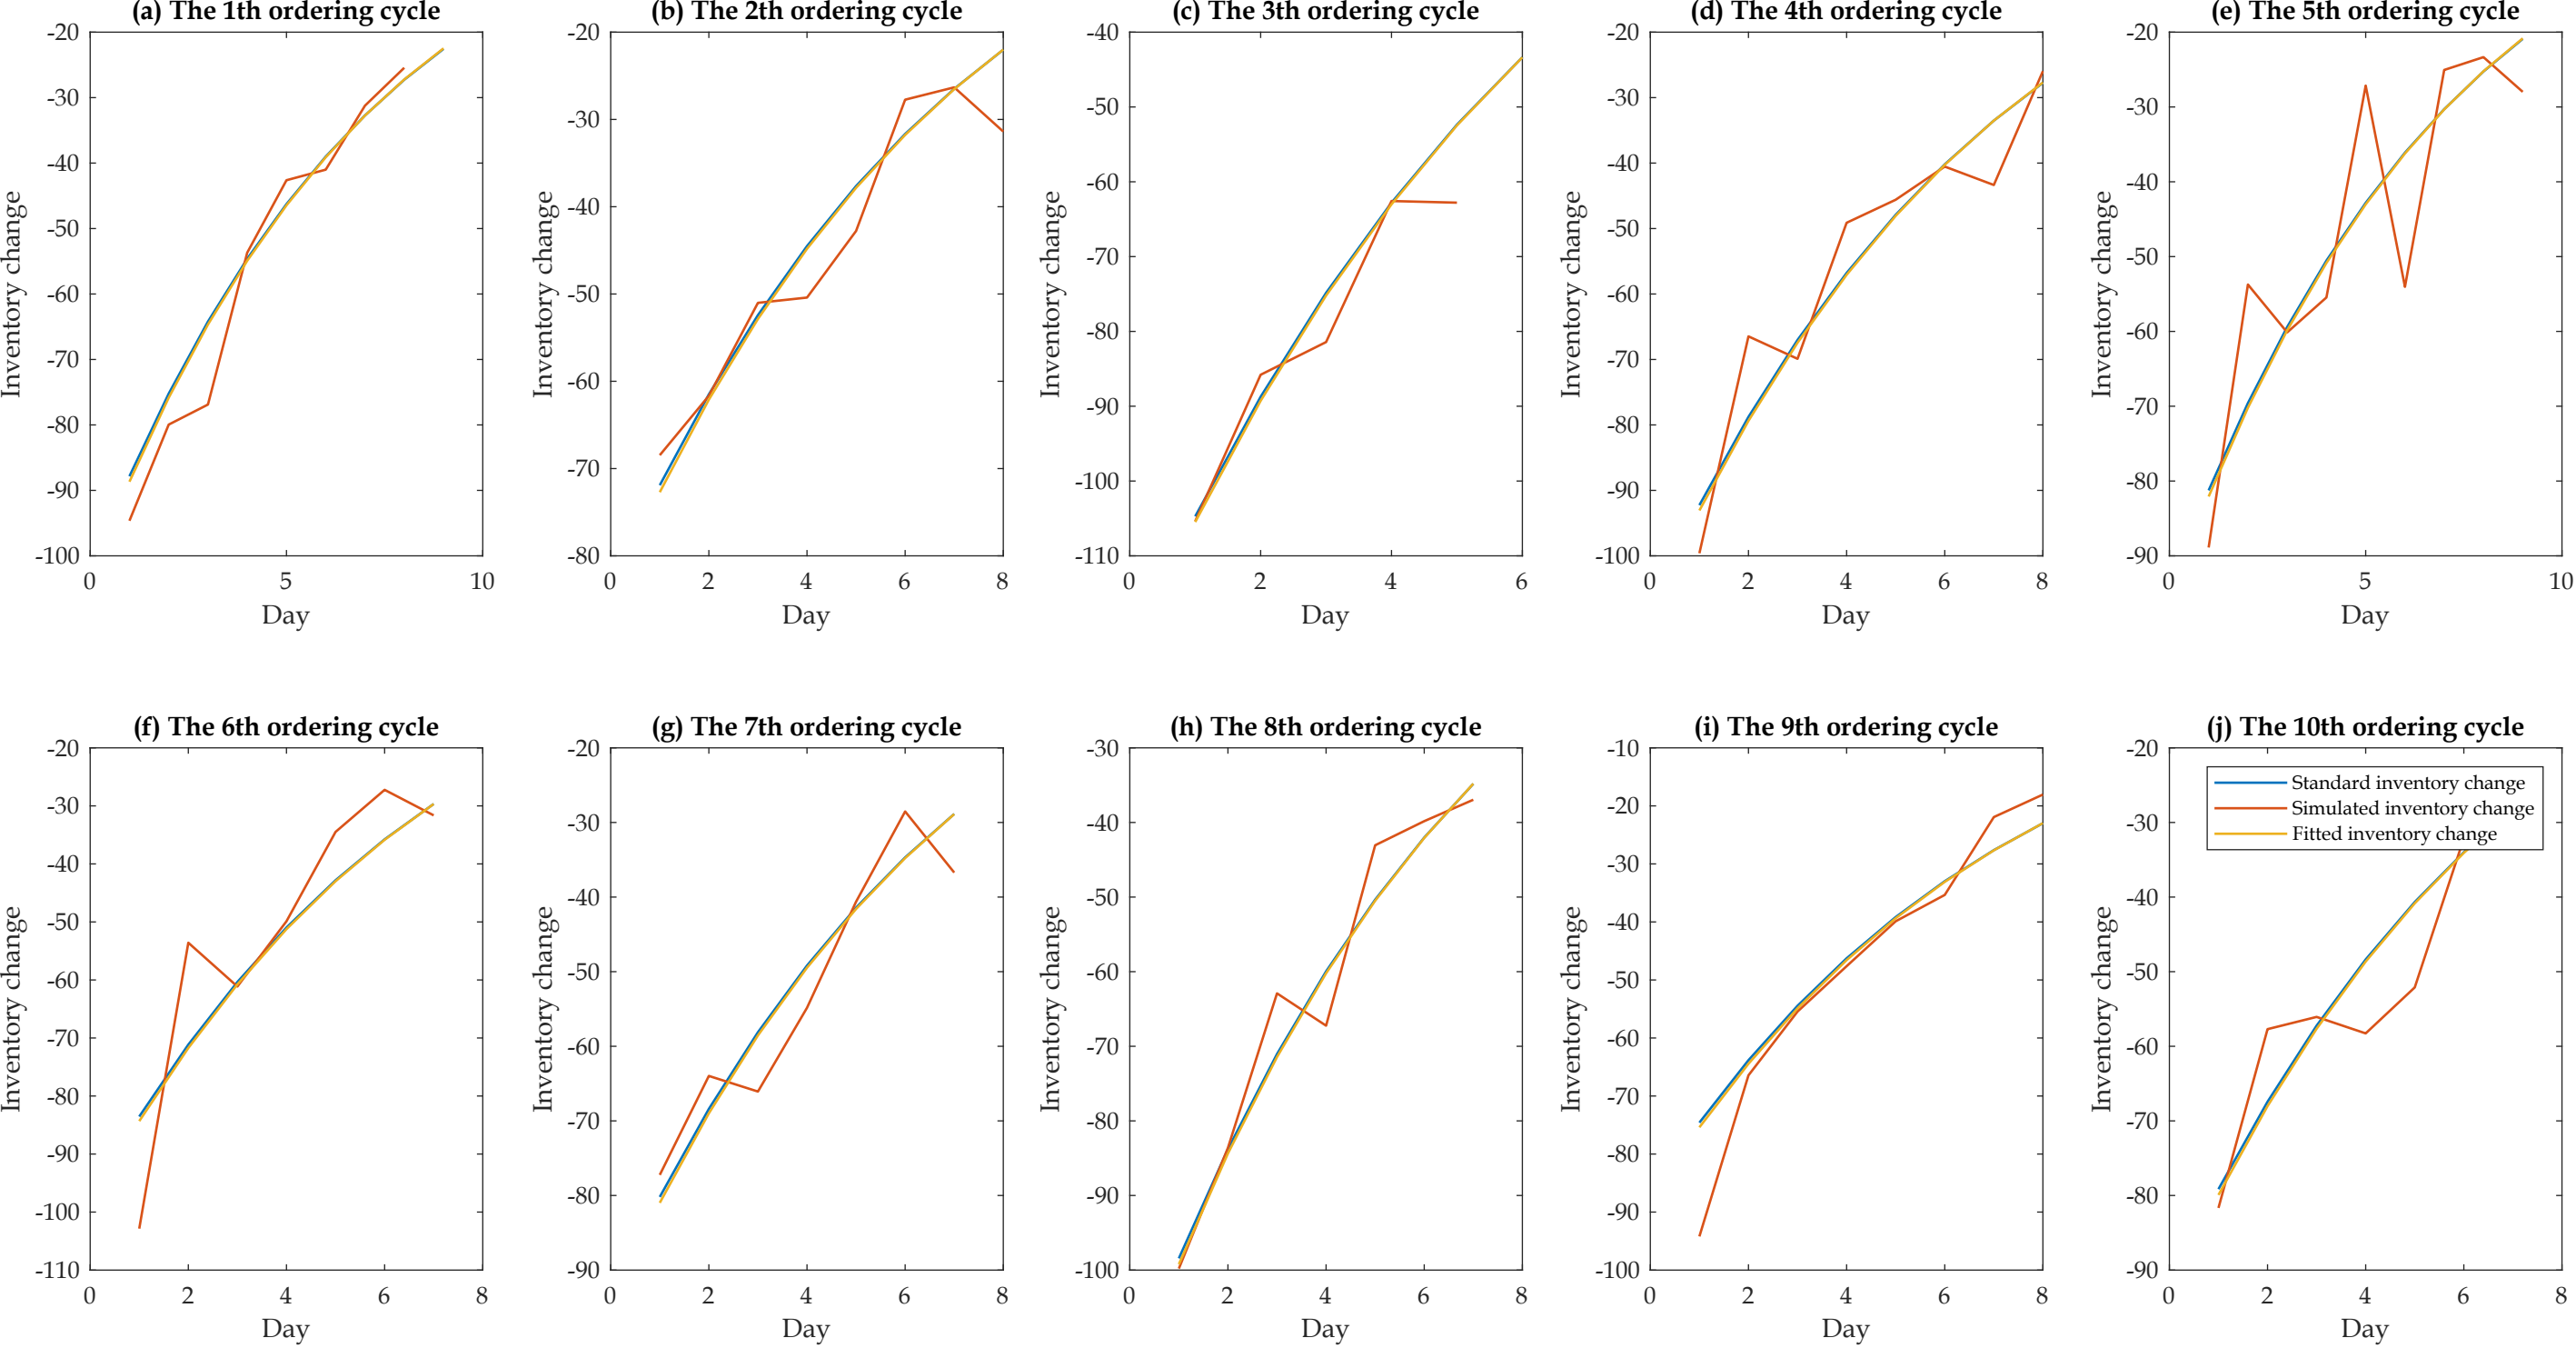 (a) The 1th ordering cycle
-20
-30
-40
-50
-60
-70
-80
-90
-100
0 5 10
Inventory change
Day
(b) The 2th ordering cycle
-20
-30
-40
-50
-60
-70
-80
0 2 4 6 8
Inventory change
Day
(c) The 3th ordering cycle
-40
-50
-60
-70
-80
-90
-100
-110
0 2 4 6
Inventory change
Day
(d) The 4th ordering cycle
-20
-30
-40
-50
-60
-70
-80
-90
-100
0 2 4 6 8
Inventory change
Day
(e) The 5th ordering cycle
-20
-30
-40
-50
-60
-70
-80
-90
0 5 10
Inventory change
Day
(f) The 6th ordering cycle
-20
-30
-40
-50
-60
-70
-80
-90
-100
-110
0 2 4 6 8
Inventory change
Day
(g) The 7th ordering cycle
-20
-30
-40
-50
-60
-70
-80
-90
0 2 4 6 8
Inventory change
Day
(h) The 8th ordering cycle
-30
-40
-50
-60
-70
-80
-90
-100
0 2 4 6 8
Inventory change
Day
(i) The 9th ordering cycle
-10
-20
-30
-40
-50
-60
-70
-80
-90
-100
0 2 4 6 8
Inventory change
Day
(j) The 10th ordering cycle
-20
-30
-40
-50
-60
-70
-80
-90
0 2 4 6 8
Inventory change
Day
Standard inventory change
Simulated inventory change
Fitted inventory change